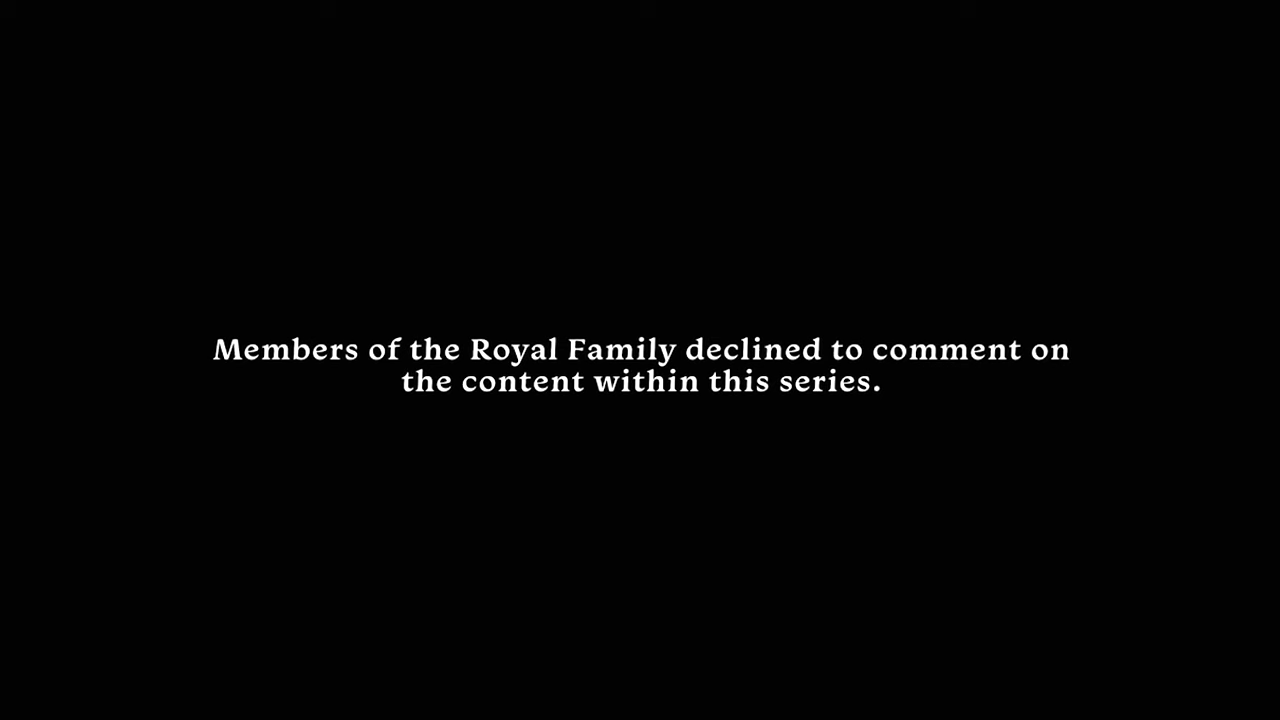 Members of the Royal Family declined to comment on
the content within this series.